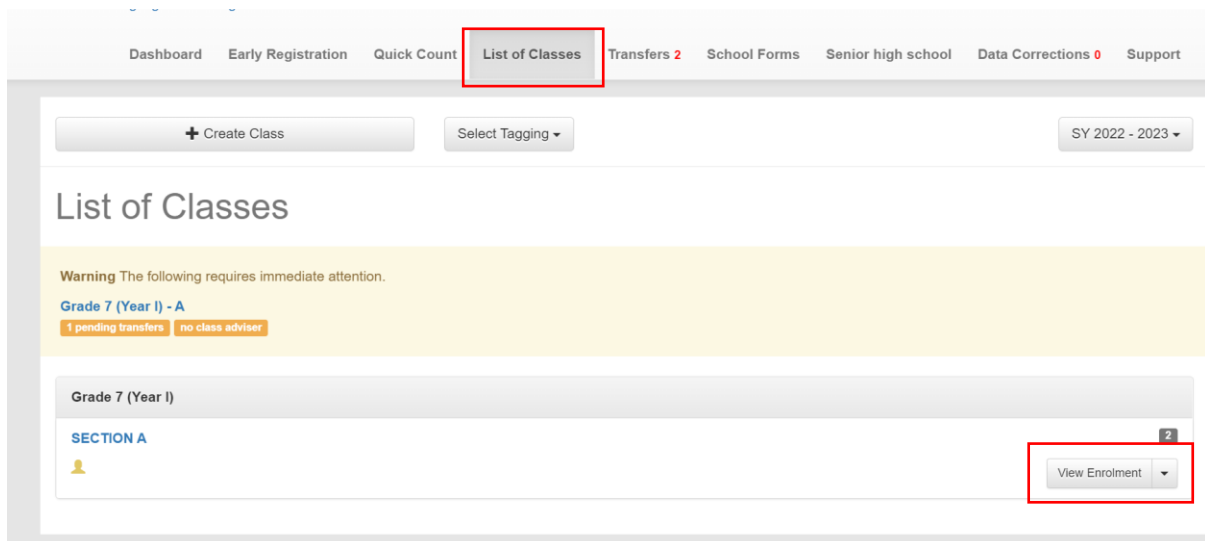 Dashboard Early Registration Quick Count List of Classes Transfers 2 School Forms Senior high school Data Corrections 0 Support
Create Class Select Tagging SY 2022 - 2023
List of Classes
Warning The following requires immediate attention.
Grade 7 (Year I) - A
1 pending transfers no class adviser
Grade 7 (Year I)
SECTION A 2
View Enrolment